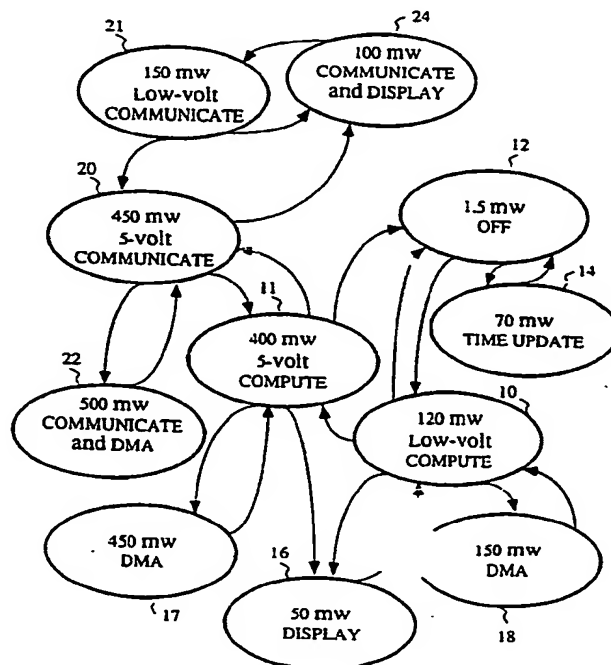 21
24
150 mw
Low-volt
COMMUNICATE
100 mw
COMMUNICATE
and DISPLAY
12
20
1.5 mw
OFF
450 mw
5-volt
COMMUNICATE
14
11
70 mw
TIME UPDATE
400 mw
5-volt
COMPUTE
22
10
500 mw
COMMUNICATE
and DMA
120 mw
Low-volt
COMPUTE
450 mw
DMA
17
16
50 mw
DISPLAY
150 mw
DMA
18